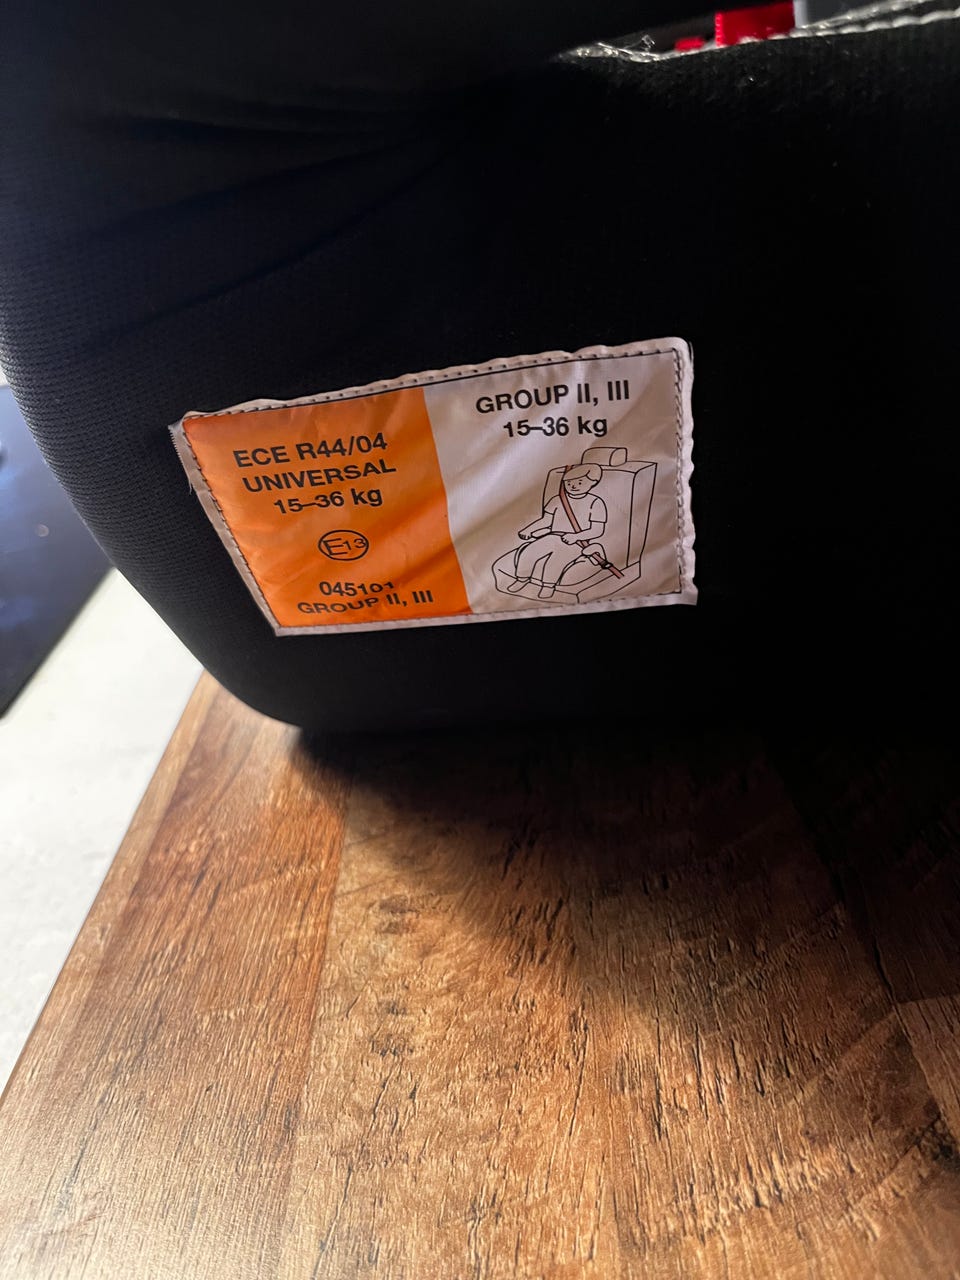 ECE R44/04
UNIVERSAL
15–36 kg
E13
045101
GROUP II, III
GROUP II, III
15–36 kg